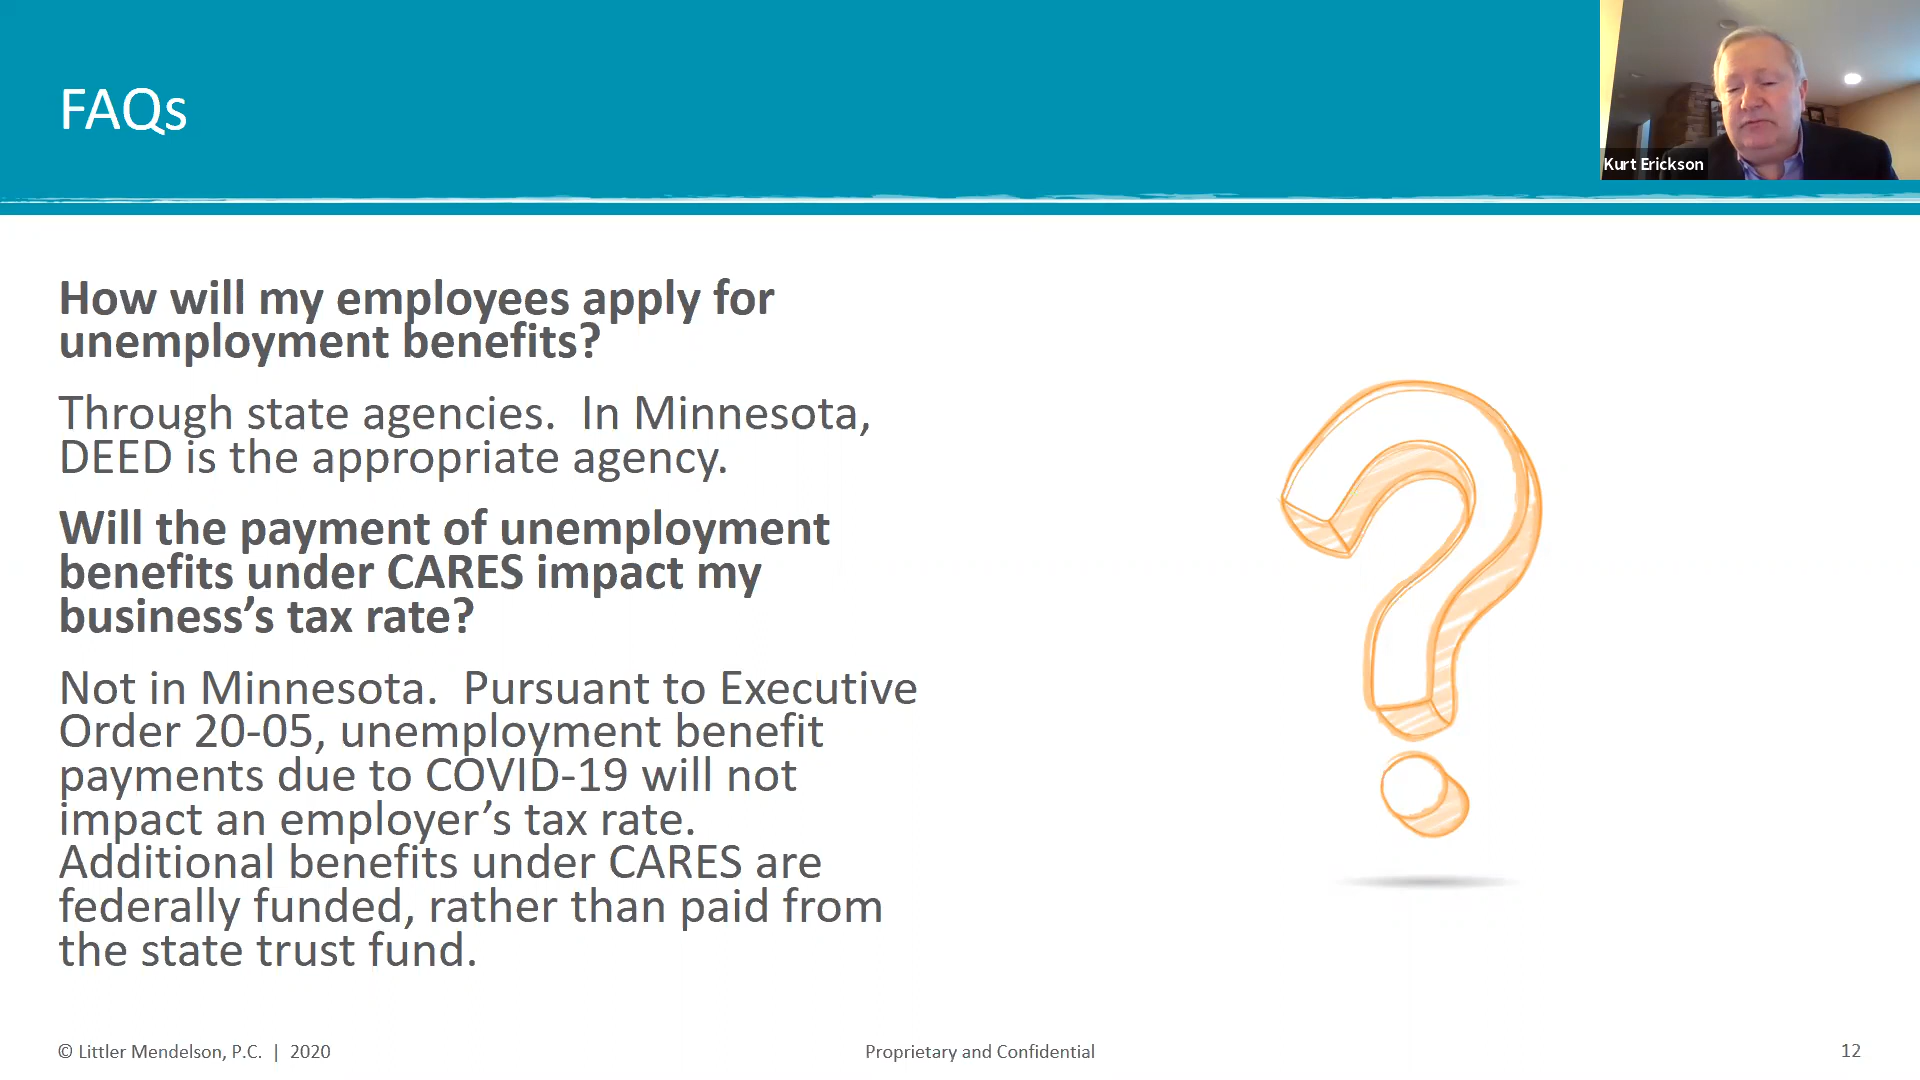 FAQs
Kurt Erickson
How will my employees apply for
unemployment benefits?
Through state agencies.  In Minnesota,
DEED is the appropriate agency.
Will the payment of unemployment
benefits under CARES impact my
business’s tax rate?
Not in Minnesota.  Pursuant to Executive
Order 20-05, unemployment benefit
payments due to COVID-19 will not
impact an employer’s tax rate.
Additional benefits under CARES are
federally funded, rather than paid from
the state trust fund.
© Littler Mendelson, P.C. | 2020
Proprietary and Confidential
12